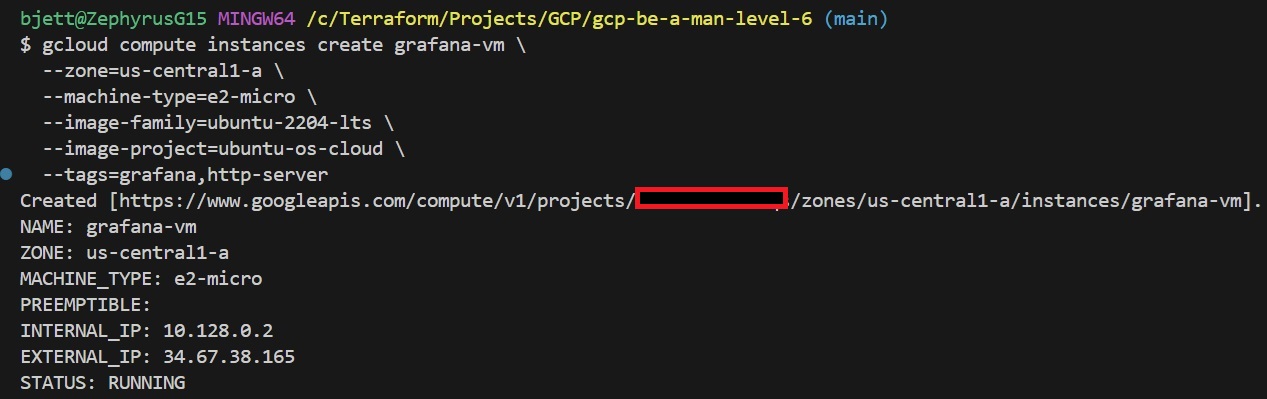 bjett@ZephyrusG15 MINGW64 /c/Terraform/Projects/GCP/gcp-be-a-man-level-6 (main)
$ gcloud compute instances create grafana-vm \
--zone=us-central1-a \
--machine-type=e2-micro \
--image-family=ubuntu-2204-lts \
--image-project=ubuntu-os-cloud \
--tags=grafana,http-server
Created [https://www.googleapis.com/compute/v1/projects/ /zones/us-central1-a/instances/grafana-vm].
NAME: grafana-vm
ZONE: us-central1-a
MACHINE_TYPE: e2-micro
PREEMPTIBLE:
INTERNAL_IP: 10.128.0.2
EXTERNAL_IP: 34.67.38.165
STATUS: RUNNING